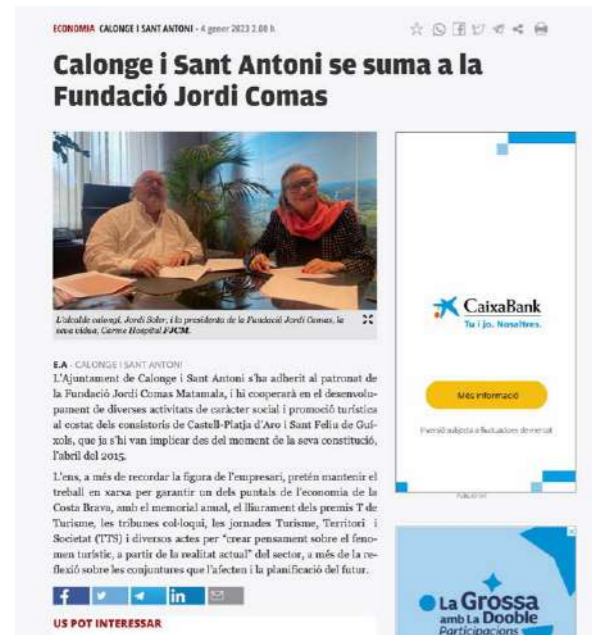 ECONOMIA CALONGE I SANT ANTONI - 4 gener 2023 2.00 h
Calonge i Sant Antoni se suma a la
Fundació Jordi Comas
L'alcalde calongí, Jordi Soler, i la presidenta de la Fundació Jordi Comas, la
seva vídua, Carme Hospital FJCM.
E.A - CALONGE I SANT ANTONI
L'Ajuntament de Calonge i Sant Antoni s'ha adherit al patronat de
la Fundació Jordi Comas Matamala, i hi cooperarà en el desenvolu-
pament de diverses activitats de caràcter social i promoció turística
al costat dels consistoris de Castell-Platja d'Aro i Sant Feliu de Guí-
xols, que ja s'hi van implicar des del moment de la seva constitució,
l'abril del 2015.
L'ens, a més de recordar la figura de l'empresari, pretén mantenir el
treball en xarxa per garantir un dels puntals de l'economia de la
Costa Brava, amb el memorial anual, el lliurament dels premis T de
Turisme, les tribunes col·loqui, les jornades Turisme, Territori i
Societat (TTS) i diversos actes per "crear pensament sobre el feno-
men turístic, a partir de la realitat actual" del sector, a més de la re-
flexió sobre les conjuntures que l'afecten i la planificació del futur.
US POT INTERESSAR
CaixaBank
Tu i jo. Nosaltres.
Més informació
Inversió subjecta a fluctuacions de mercat
Publicitat
La Grossa
amb La Dooble
Participacions